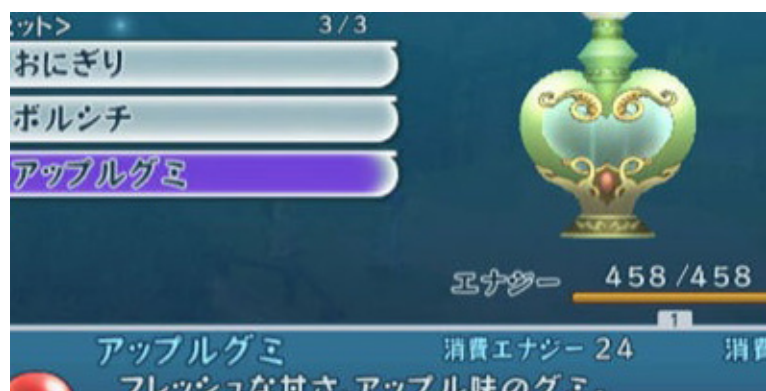 ット> 3/3
おにぎり
ボルシチ
アップルグミ
エナジー 458/458
1
アップルグミ 消費エナジー 24 消費
フレッシュな甘さ、アップル味のグミ。